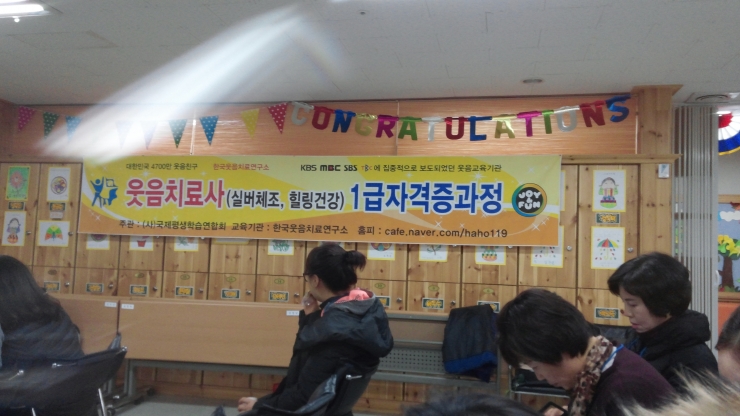 CONGRATULATIONS
대한민국 4700만 웃음친구 한국웃음치료연구소 KBS MBC SBS 에 집중적으로 보도되었던 웃음교육기관
웃음치료사(실버체조, 힐링건강) 1급자격증과정 JOY & FUN
주관 : (사)국제평생학습연합회 교육기관 : 한국웃음치료연구소 홈피 : cafe.naver.com/haho119